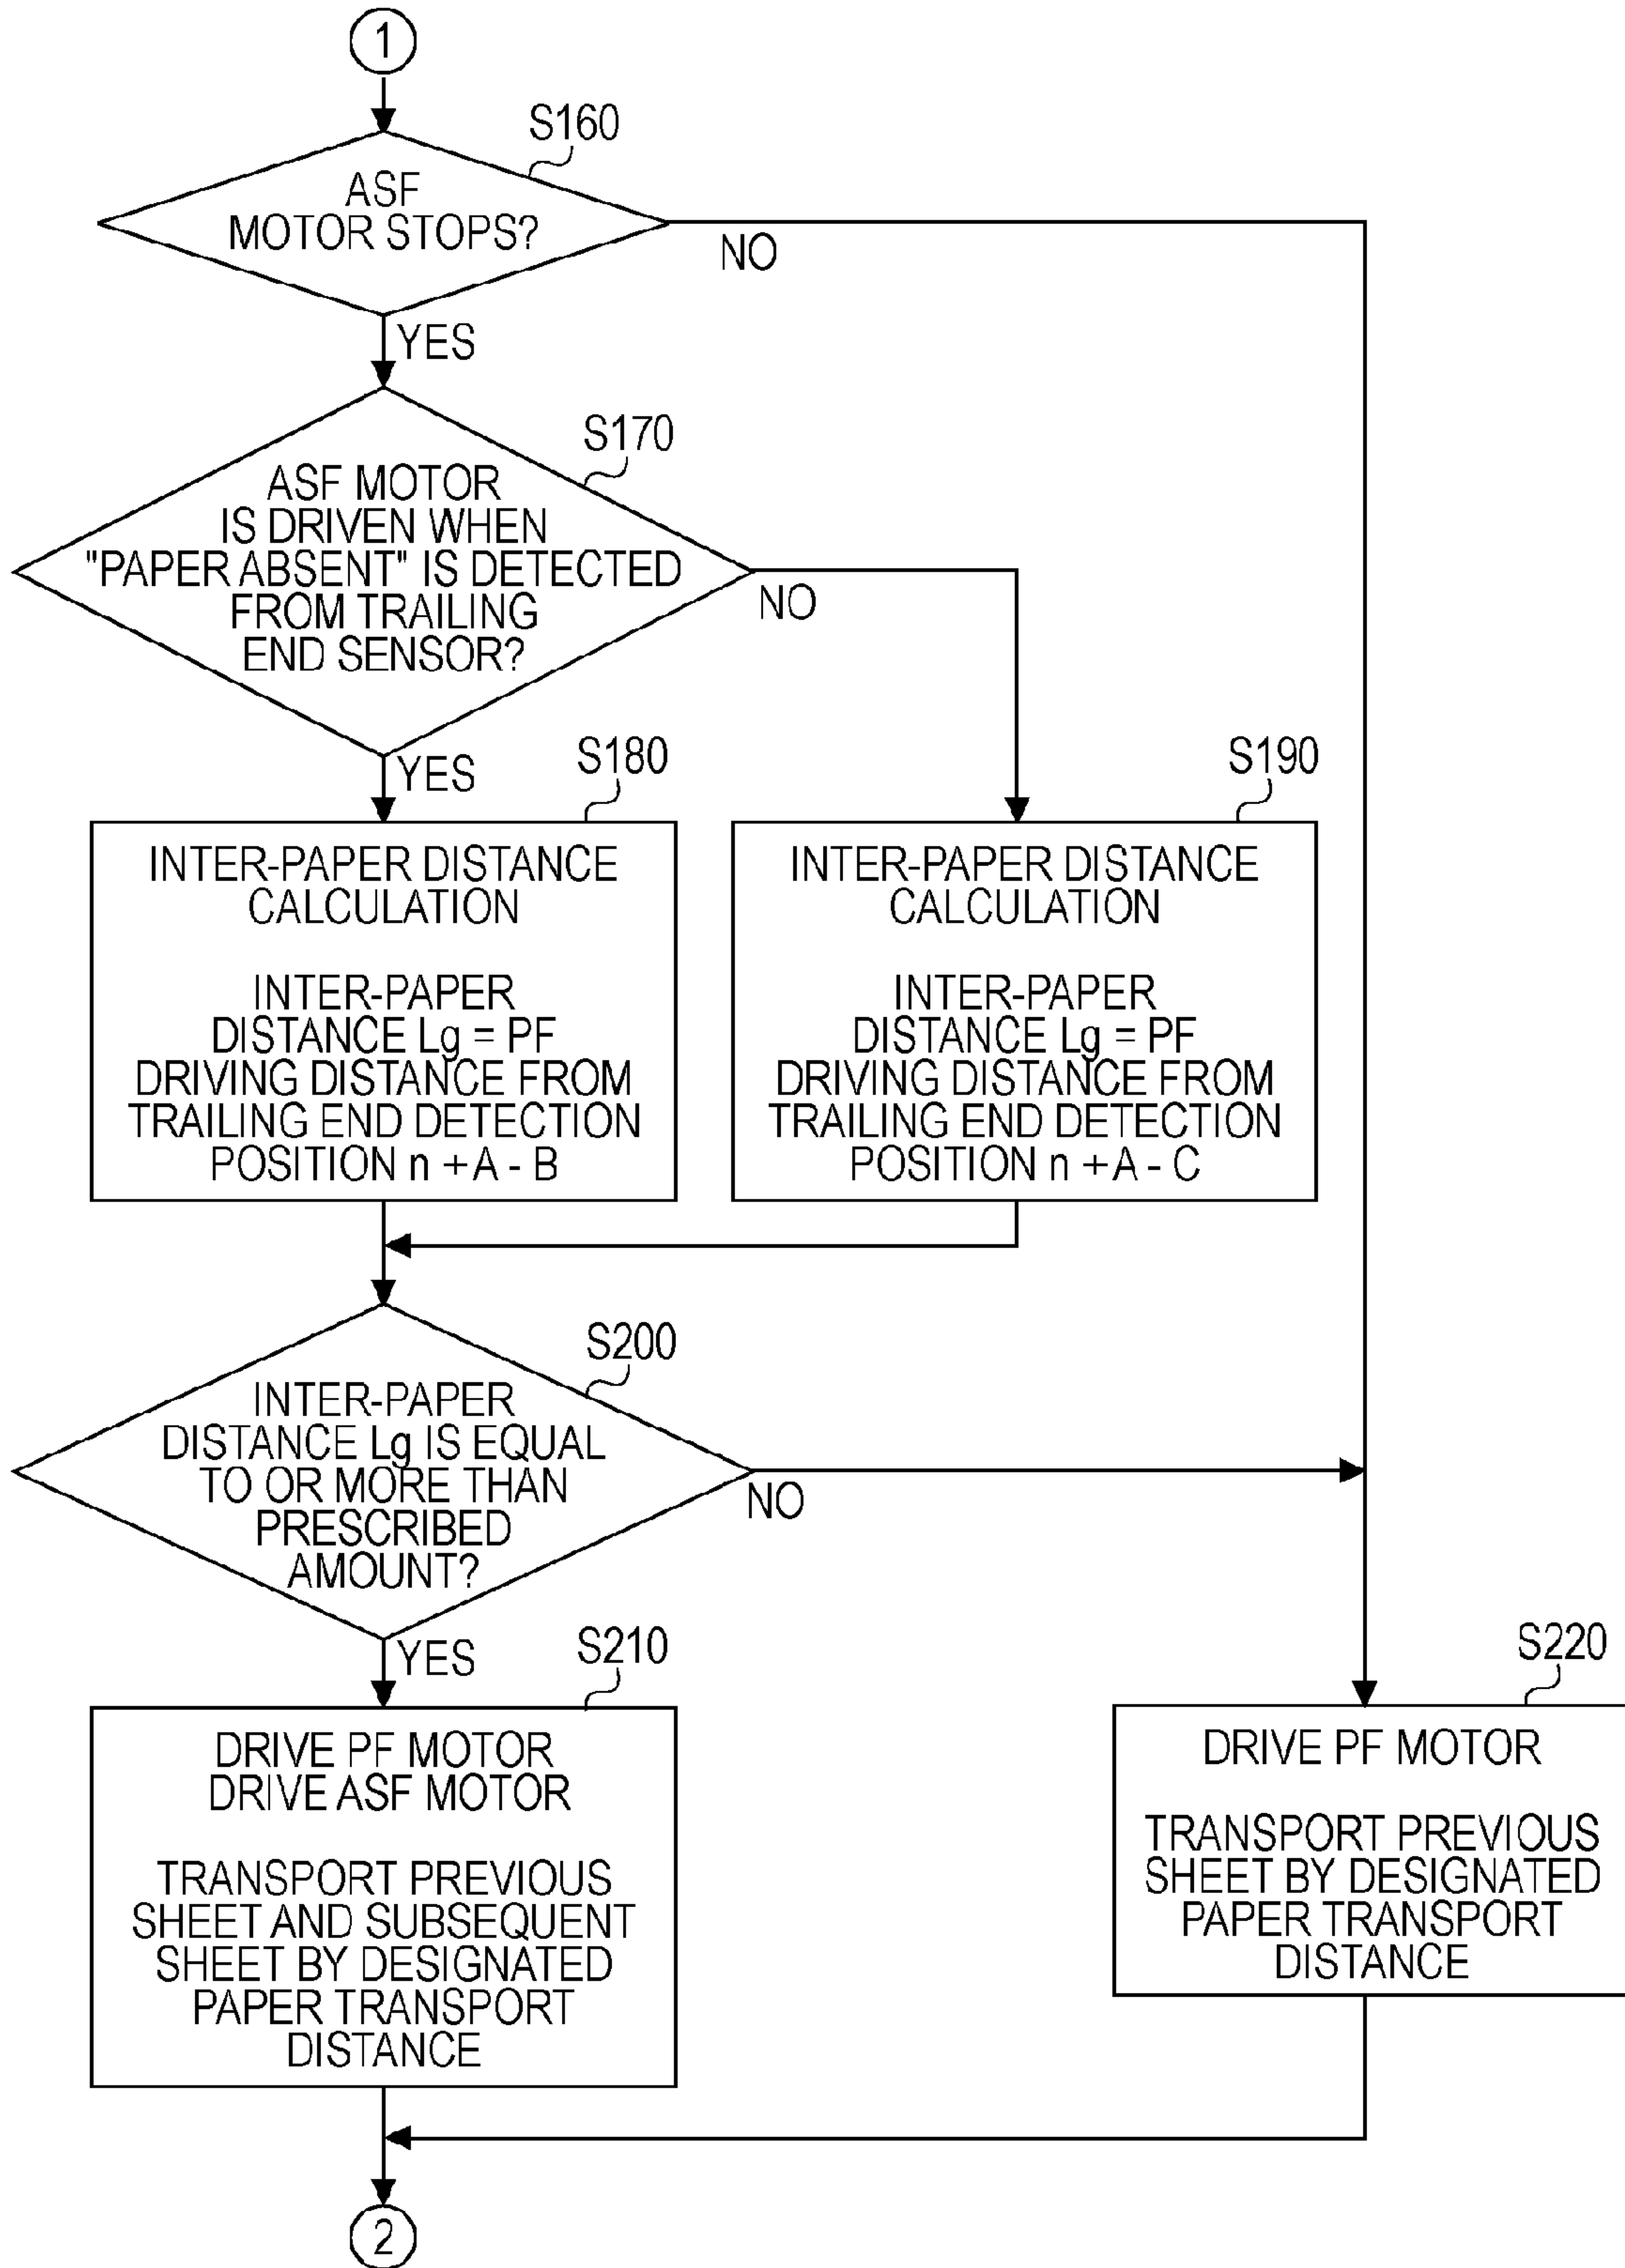 1
S160
ASF
MOTOR STOPS?
NO
YES
S170
ASF MOTOR
IS DRIVEN WHEN
"PAPER ABSENT" IS DETECTED
FROM TRAILING
END SENSOR?
NO
YES
S180
INTER-PAPER DISTANCE
CALCULATION
INTER-PAPER
DISTANCE Lg = PF
DRIVING DISTANCE FROM
TRAILING END DETECTION
POSITION n + A - B
S190
INTER-PAPER DISTANCE
CALCULATION
INTER-PAPER
DISTANCE Lg = PF
DRIVING DISTANCE FROM
TRAILING END DETECTION
POSITION n + A - C
S200
INTER-PAPER
DISTANCE Lg IS EQUAL
TO OR MORE THAN
PRESCRIBED
AMOUNT?
NO
YES
S210
DRIVE PF MOTOR
DRIVE ASF MOTOR
TRANSPORT PREVIOUS
SHEET AND SUBSEQUENT
SHEET BY DESIGNATED
PAPER TRANSPORT
DISTANCE
S220
DRIVE PF MOTOR
TRANSPORT PREVIOUS
SHEET BY DESIGNATED
PAPER TRANSPORT
DISTANCE
2